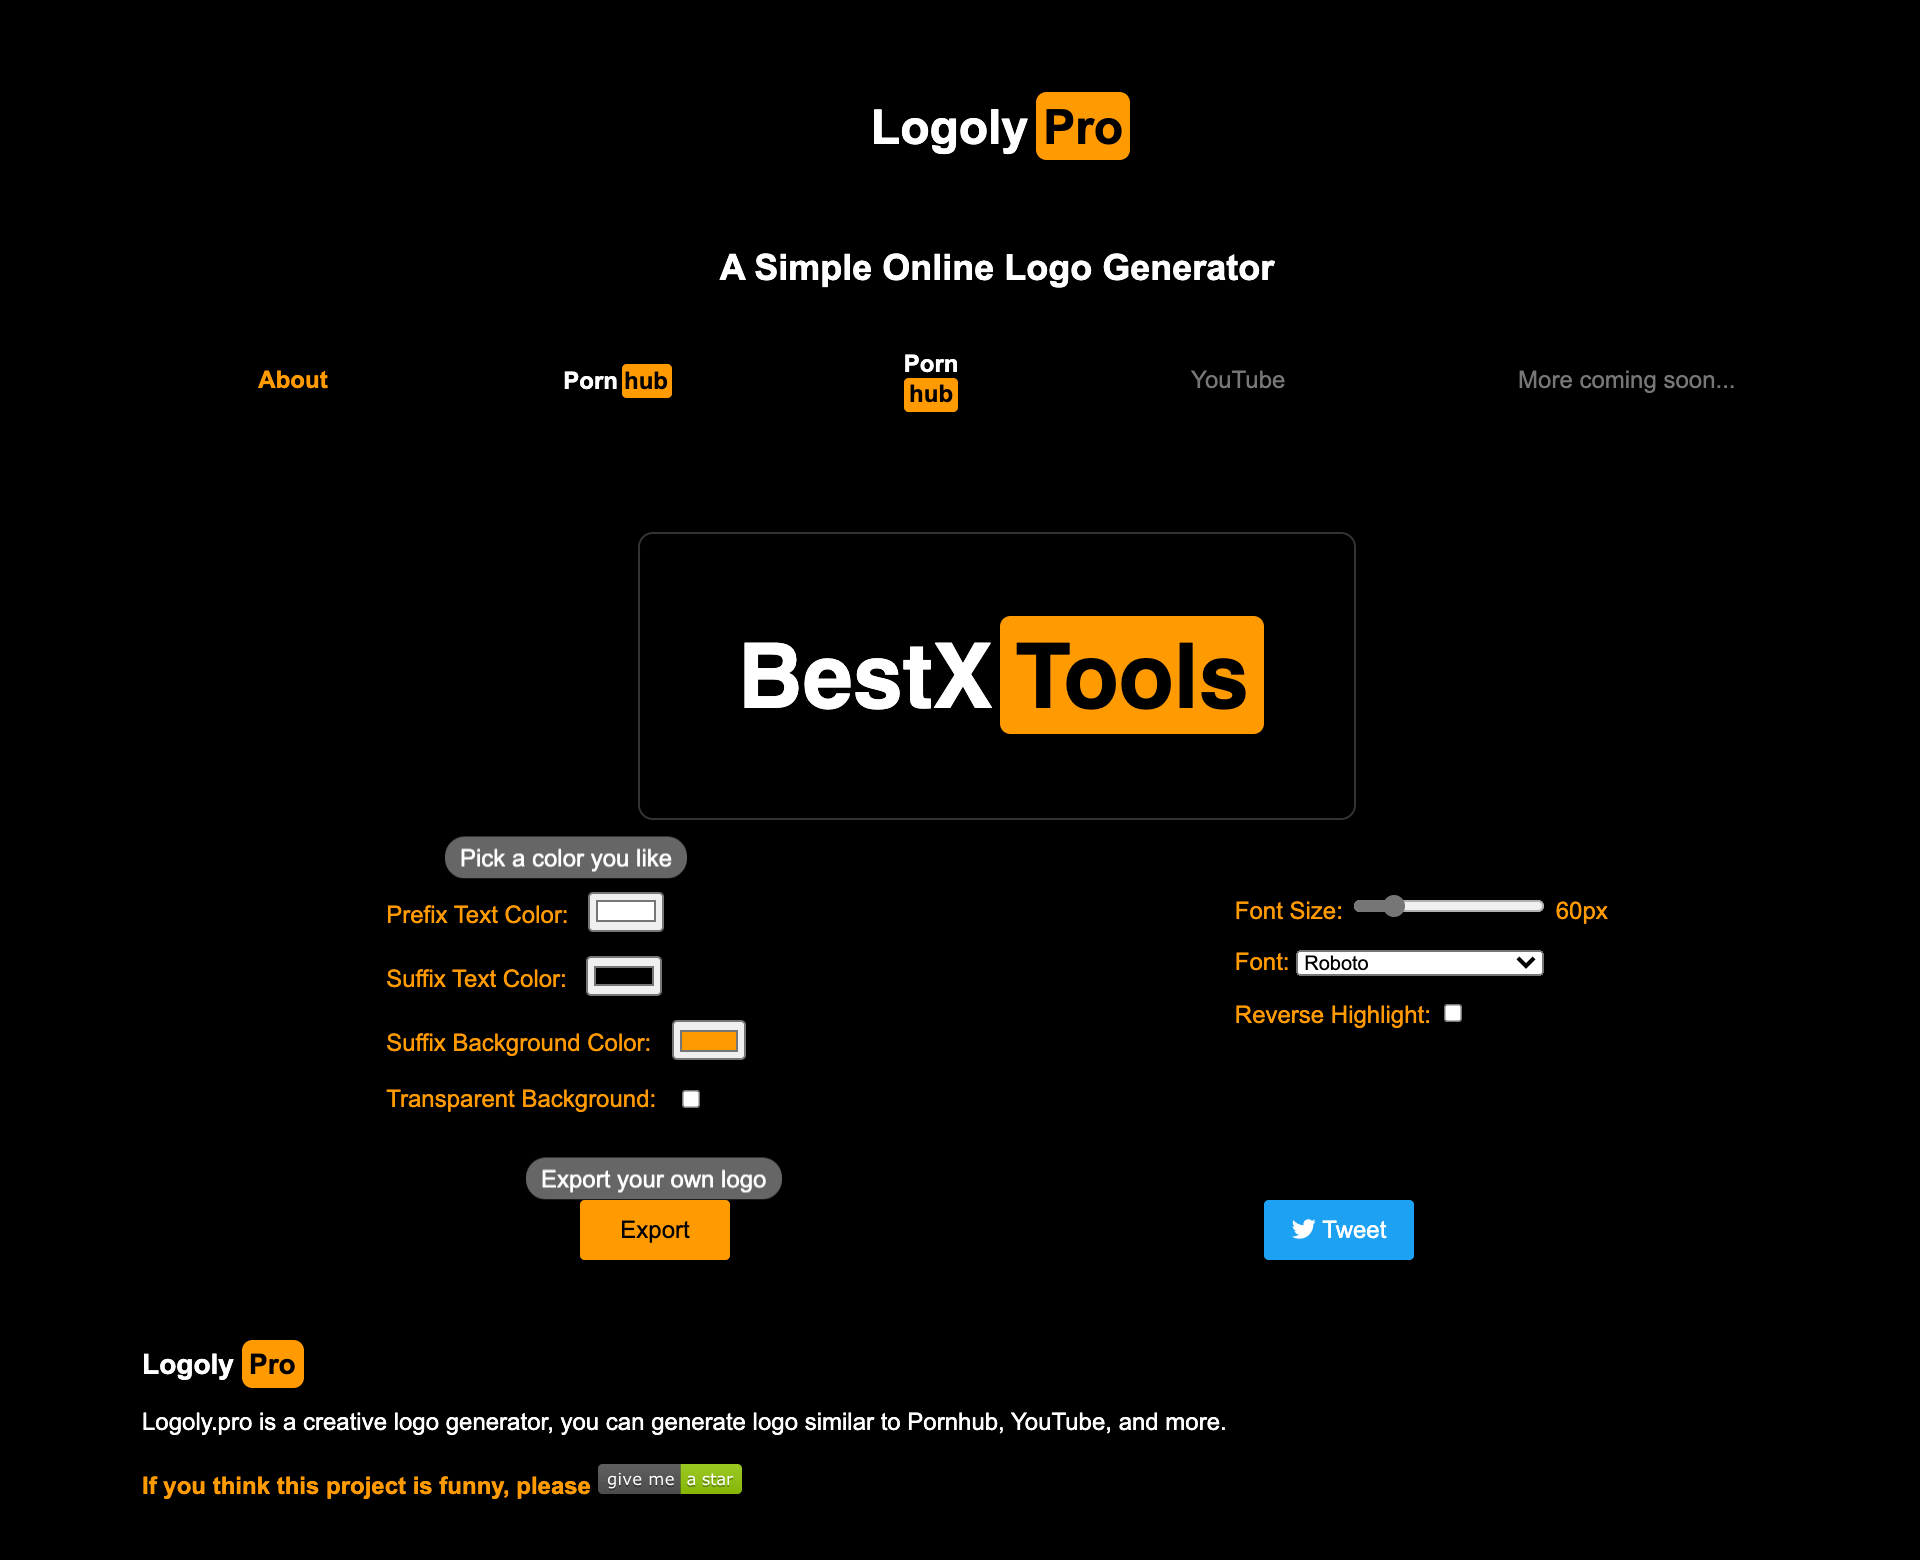 Logoly Pro
A Simple Online Logo Generator
About
Porn hub
Porn
hub
YouTube
More coming soon...
BestX Tools
Pick a color you like
Prefix Text Color:
Suffix Text Color:
Suffix Background Color:
Transparent Background:
Font Size: 60px
Font: Roboto
Reverse Highlight:
Export your own logo
Export
Tweet
Logoly Pro
Logoly.pro is a creative logo generator, you can generate logo similar to Pornhub, YouTube, and more.
If you think this project is funny, please give me a star